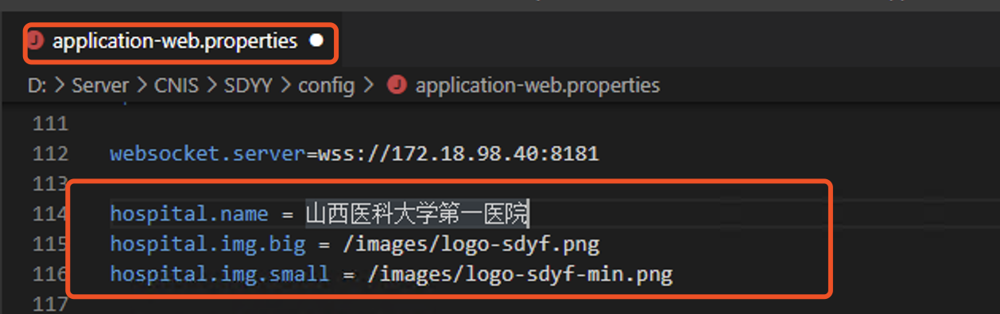 application-web.properties
D: > Server > CNIS > SDYY > config > application-web.properties
111
112 websocket.server=wss://172.18.98.40:8181
113
114 hospital.name = 山西医科大学第一医院
115 hospital.img.big = /images/logo-sdyf.png
116 hospital.img.small = /images/logo-sdyf-min.png
117